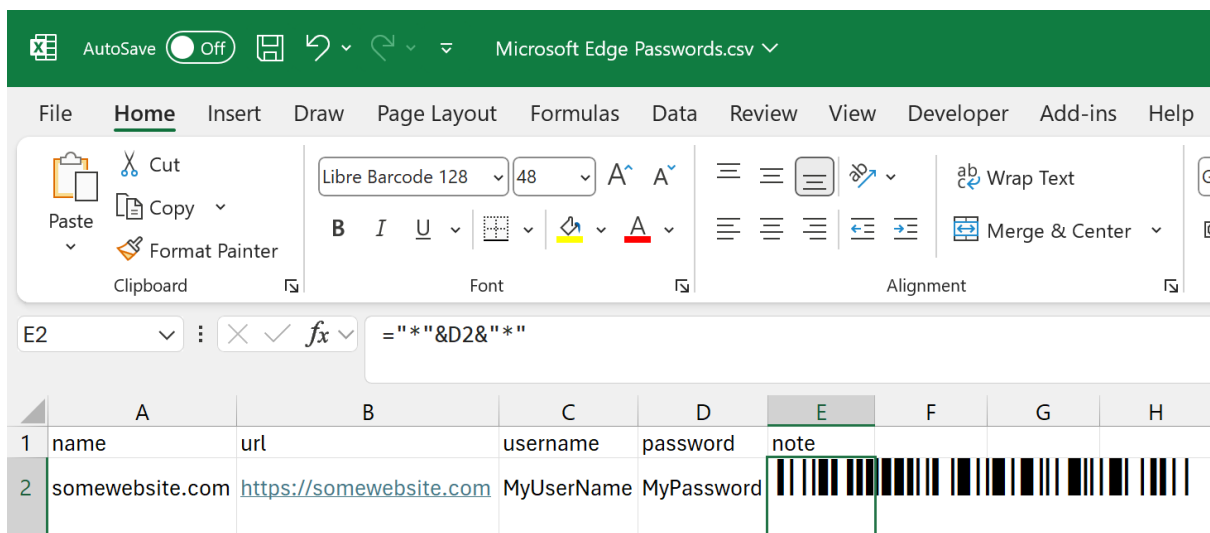 AutoSave Off Microsoft Edge Passwords.csv
File Home Insert Draw Page Layout Formulas Data Review View Developer Add-ins Help
Paste
Cut
Copy
Format Painter
Clipboard
Libre Barcode 128 48 A A
B I U A
Font
ab Wrap Text
Merge & Center
Alignment
E2 fx ="*"&D2&"*"
A B C D E F G H
1 name url username password note
2 somewebsite.com https://somewebsite.com MyUserName MyPassword